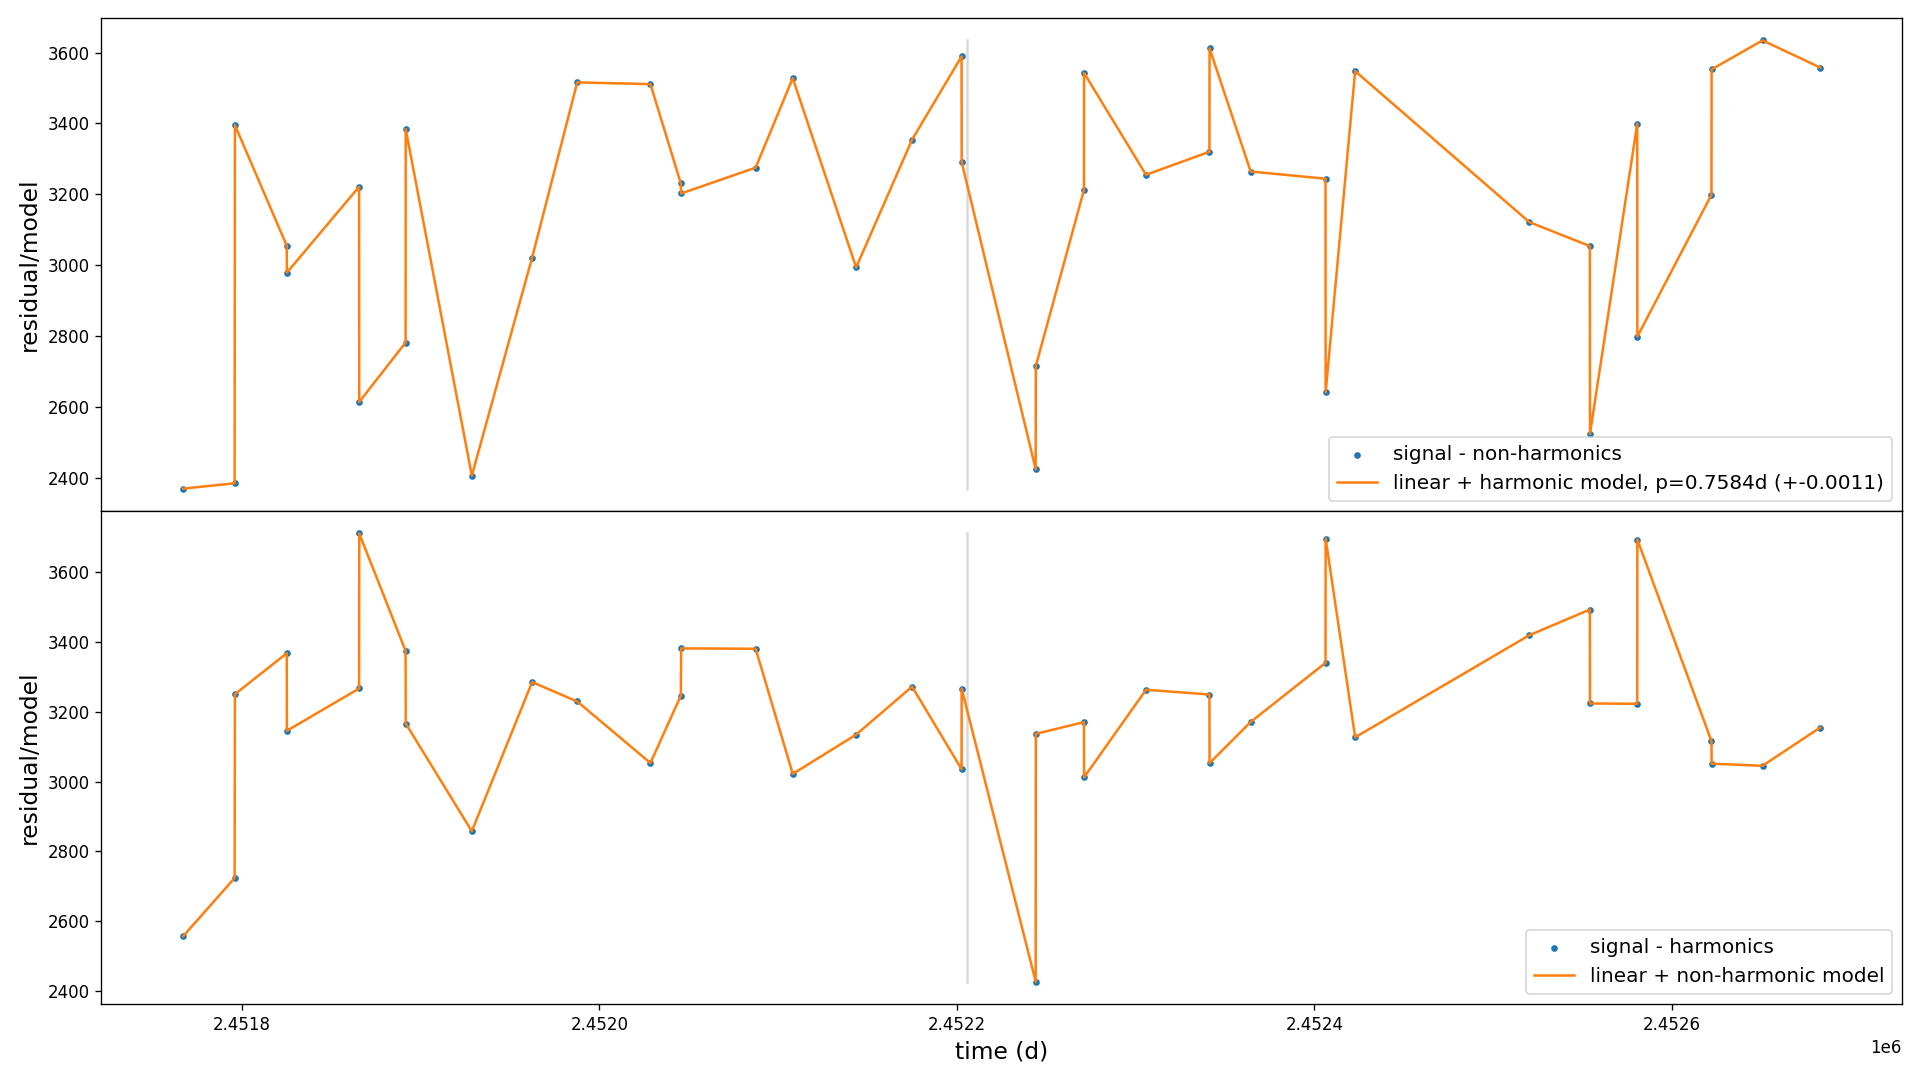 3600
3400
3200
3000
2800
2600
2400
residual/model
signal - non-harmonics
linear + harmonic model, p=0.7584d (+-0.0011)
3600
3400
3200
3000
2800
2600
2400
residual/model
signal - harmonics
linear + non-harmonic model
2.4518 2.4520 2.4522 2.4524 2.4526
1e6
time (d)